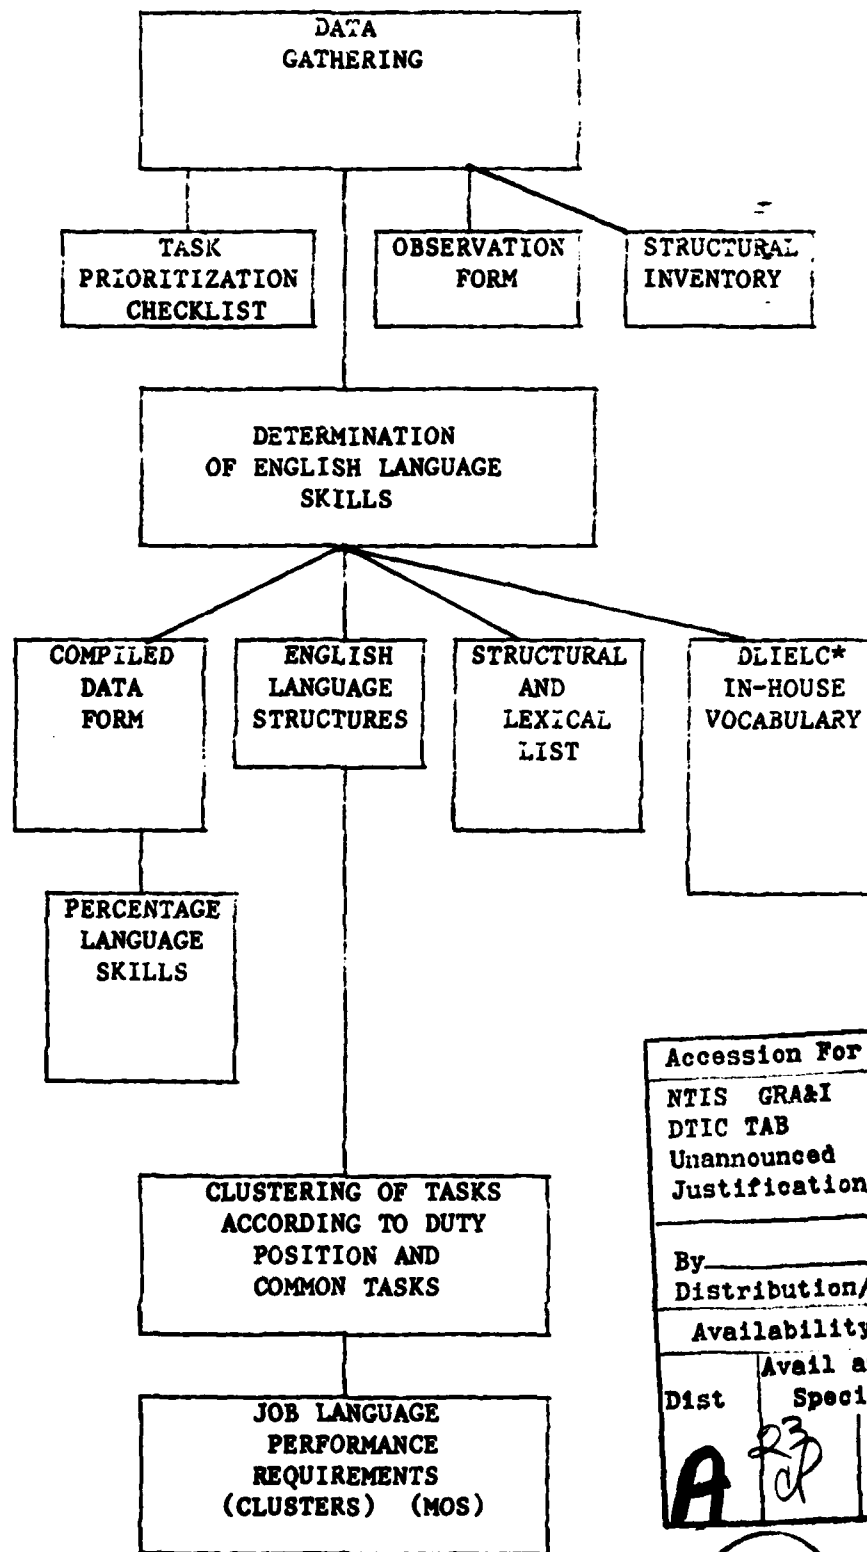 DATA
GATHERING
TASK
PRIORITIZATION
CHECKLIST
OBSERVATION
FORM
STRUCTURAL
INVENTORY
DETERMINATION
OF ENGLISH LANGUAGE
SKILLS
COMPILED
DATA
FORM
ENGLISH
LANGUAGE
STRUCTURES
STRUCTURAL
AND
LEXICAL
LIST
DLIELC*
IN-HOUSE
VOCABULARY
PERCENTAGE
LANGUAGE
SKILLS
CLUSTERING OF TASKS
ACCORDING TO DUTY
POSITION AND
COMMON TASKS
JOB LANGUAGE
PERFORMANCE
REQUIREMENTS
(CLUSTERS) (MOS)
Accession For
NTIS GRA&I
DTIC TAB
Unannounced
Justification
By
Distribution/
Availability
Avail a
Dist Speci
A 23